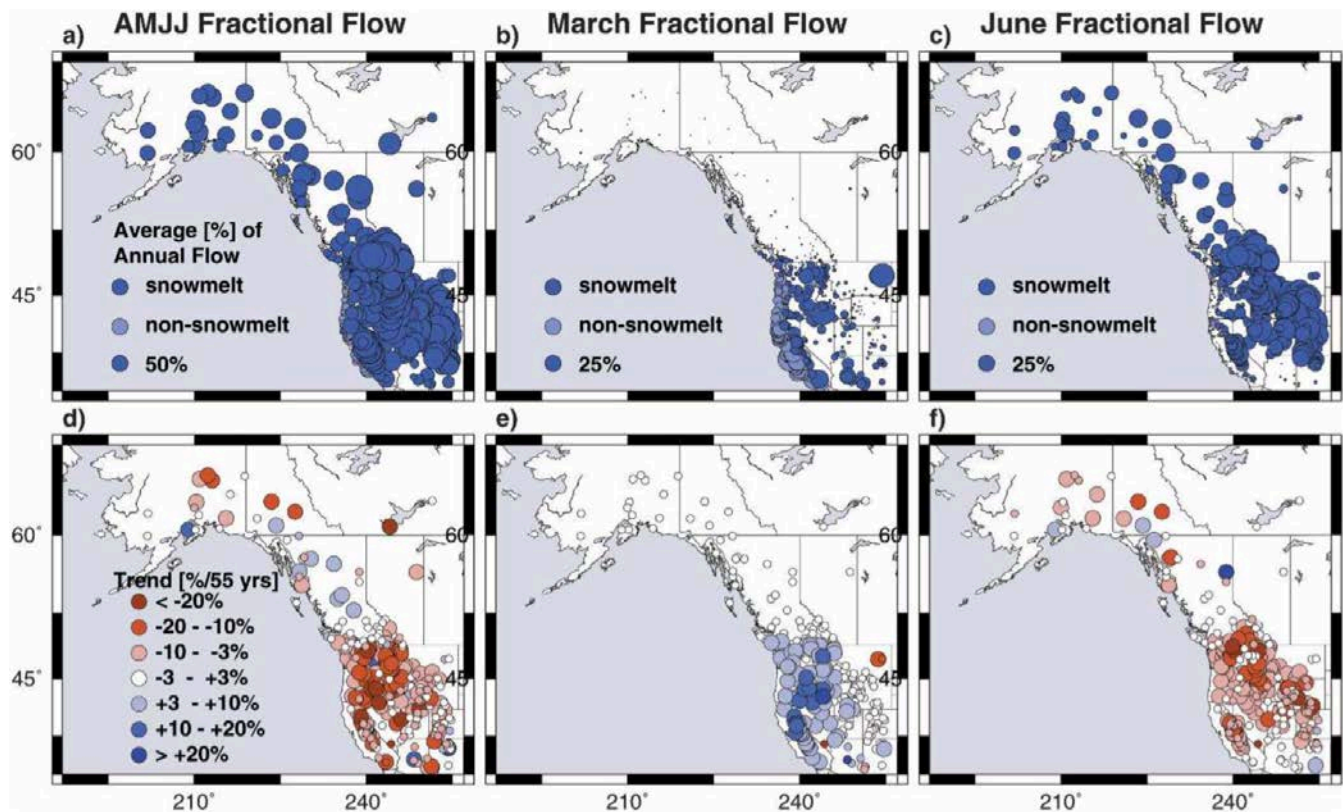 AMJJ Fractional Flow
March Fractional Flow
June Fractional Flow
a)
b)
c)
60˚
60
60
Average [%] of
Annual Flow
snowmelt
non-snowmelt
50%
45˚
snowmelt
non-snowmelt
25%
45
snowmelt
non-snowmelt
25%
45
d)
e)
f)
60˚
60
60
Trend [%/55 yrs]
< -20%
-20 - -10%
-10 - -3%
-3 - +3%
+3 - +10%
+10 - +20%
> +20%
45˚
45
45
210˚
240˚
210˚
240˚
210˚
240˚